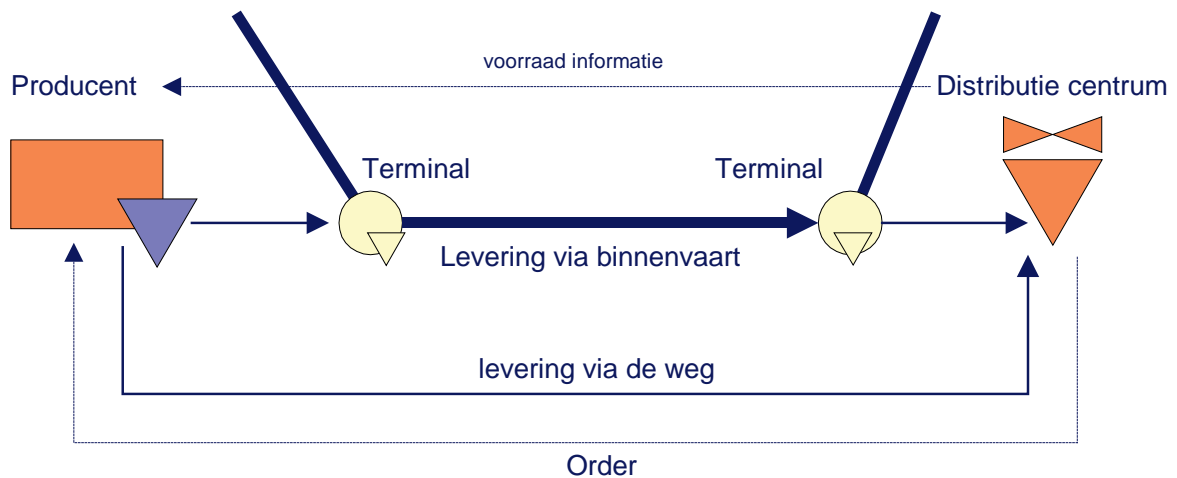 voorraad informatie
Producent
Distributie centrum
Terminal
Terminal
Levering via binnenvaart
levering via de weg
Order